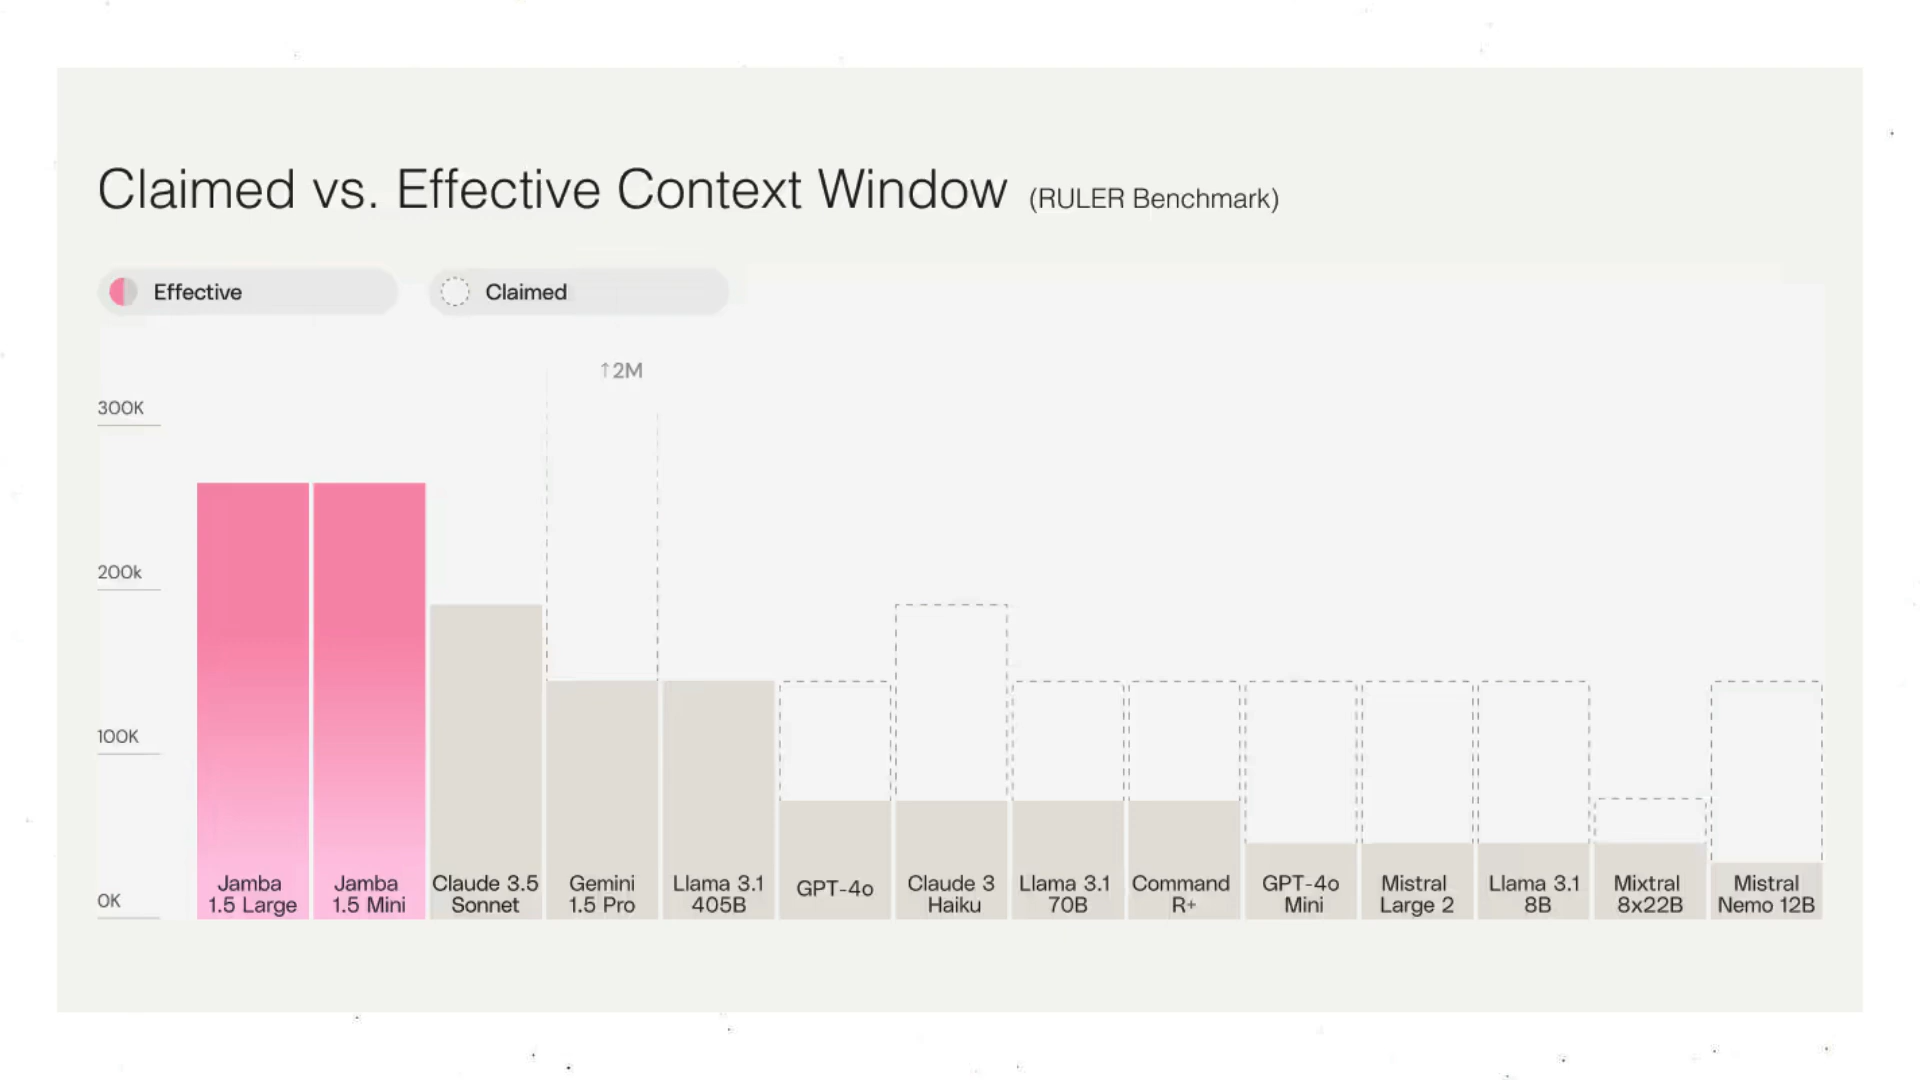 Claimed vs. Effective Context Window (RULER Benchmark)
Effective
Claimed
↑2M
300K
200k
100K
0K
Jamba
1.5 Large
Jamba
1.5 Mini
Claude 3.5
Sonnet
Gemini
1.5 Pro
Llama 3.1
405B
GPT-4o
Claude 3
Haiku
Llama 3.1
70B
Command
R+
GPT-4o
Mini
Mistral
Large 2
Llama 3.1
8B
Mixtral
8x22B
Mistral
Nemo 12B